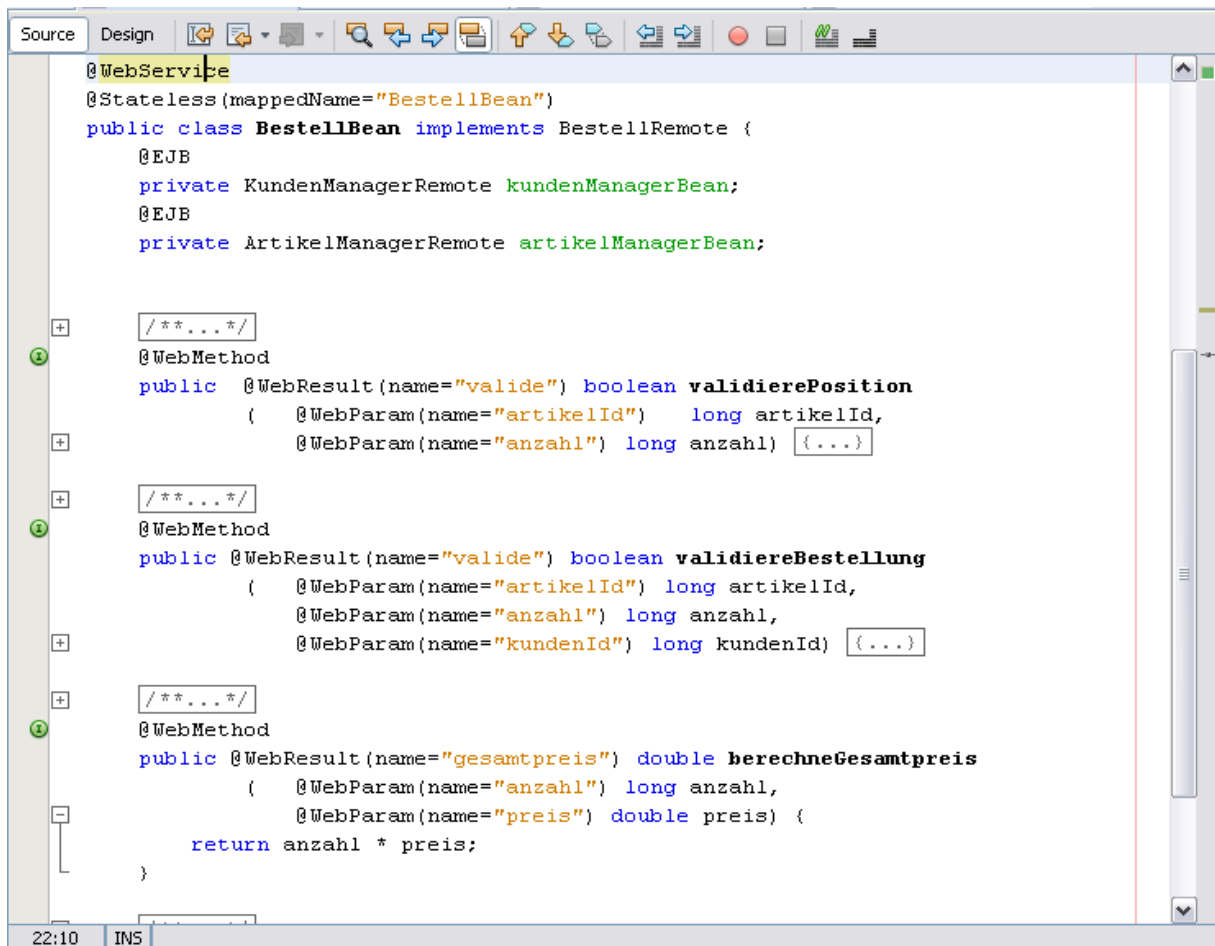 Source Design
@WebService
@Stateless(mappedName="BestellBean")
public class BestellBean implements BestellRemote {
@EJB
private KundenManagerRemote kundenManagerBean;
@EJB
private ArtikelManagerRemote artikelManagerBean;
/**...*/
@WebMethod
public @WebResult(name="valide") boolean validierePosition
( @WebParam(name="artikelId") long artikelId,
@WebParam(name="anzahl") long anzahl) {...}
/**...*/
@WebMethod
public @WebResult(name="valide") boolean validiereBestellung
( @WebParam(name="artikelId") long artikelId,
@WebParam(name="anzahl") long anzahl,
@WebParam(name="kundenId") long kundenId) {...}
/**...*/
@WebMethod
public @WebResult(name="gesamtpreis") double berechneGesamtpreis
( @WebParam(name="anzahl") long anzahl,
@WebParam(name="preis") double preis) {
return anzahl * preis;
}
22:10 INS